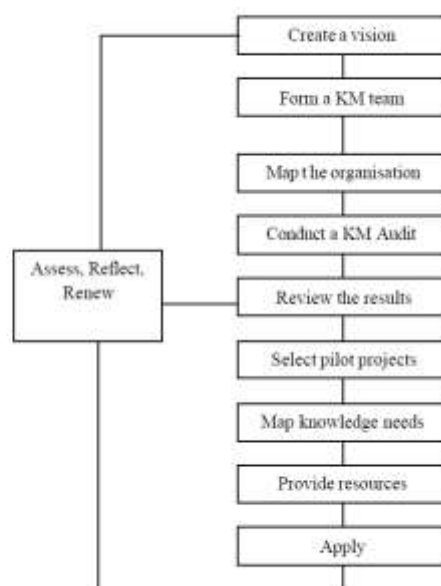 Create a vision
Form a KM team
Map t he organisation
Conduct a KM Audit
Assess, Reflect,
Renew
Review the results
Select pilot projects
Map knowledge needs
Provide resources
Apply